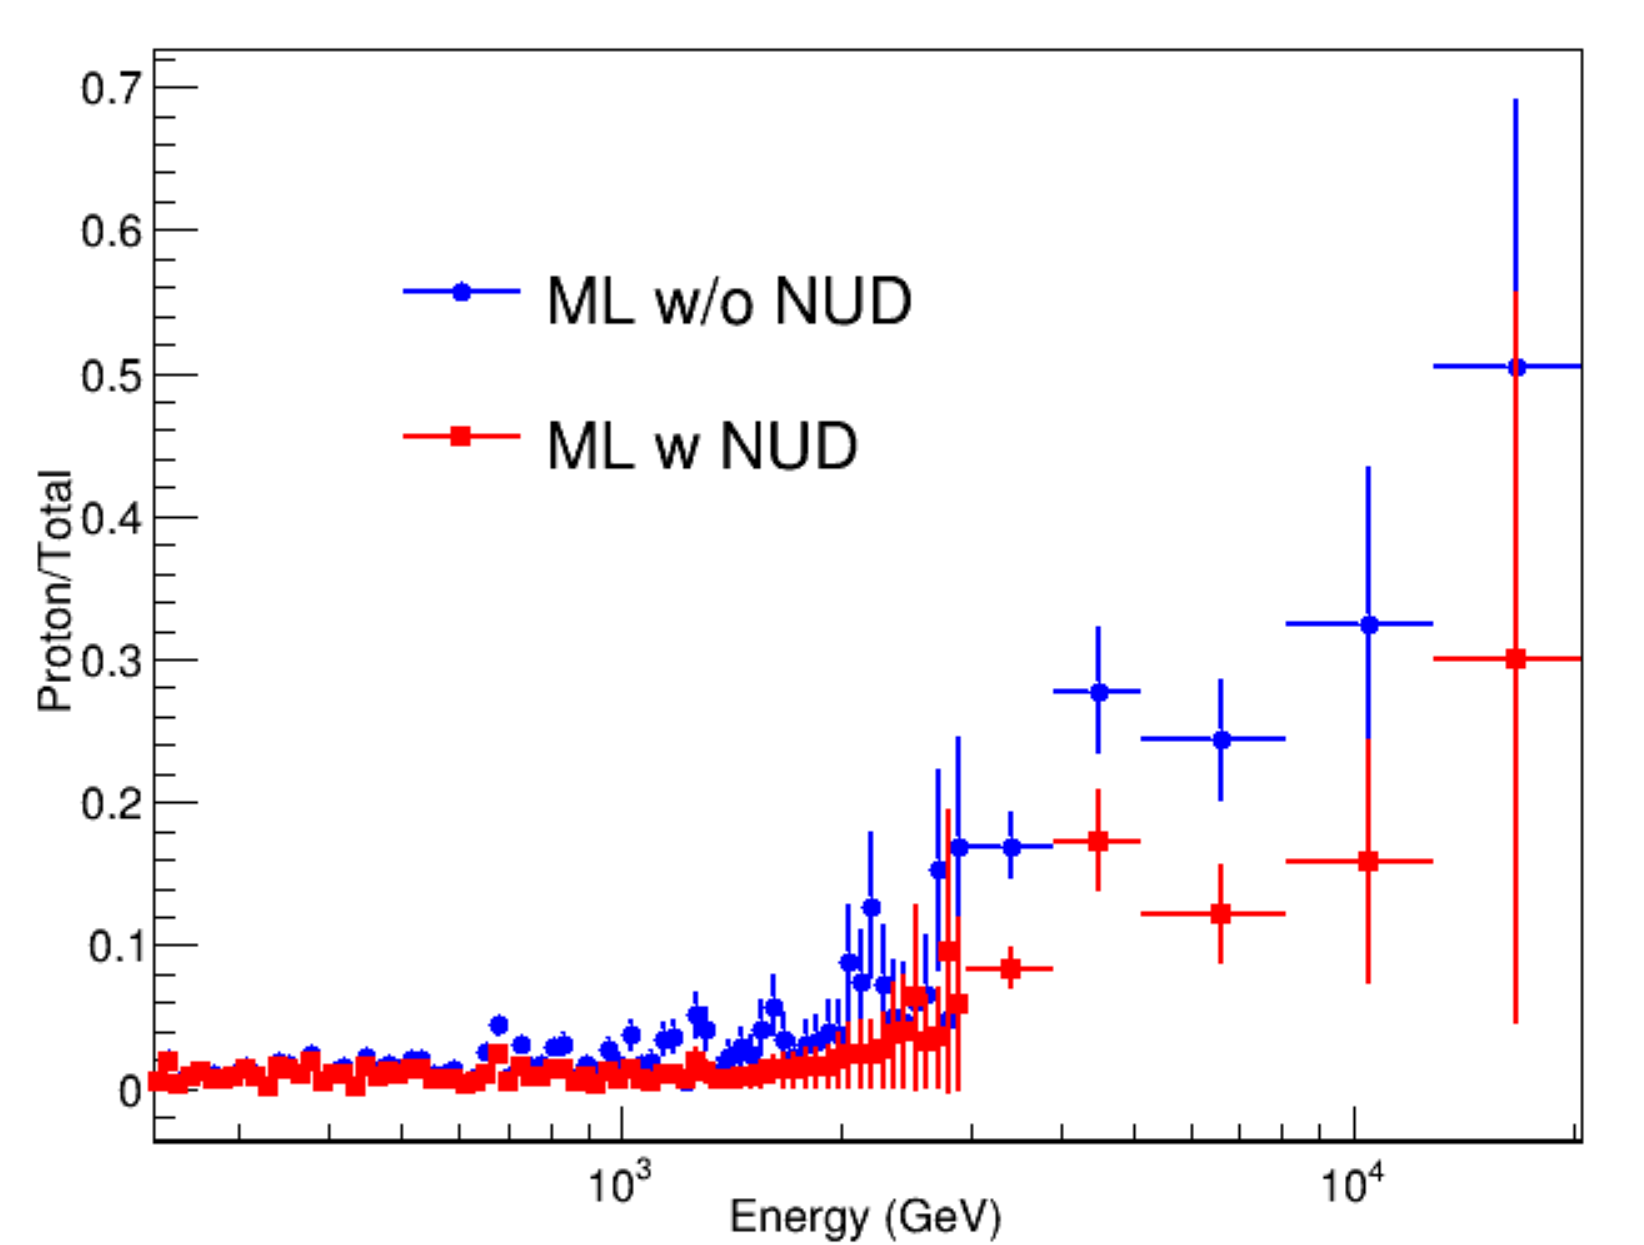 0.7
0.6
ML w/o NUD
0.5
ML w NUD
0.4
0.3
0.2
0.1
0
Proton/Total
10³
10⁴
Energy (GeV)